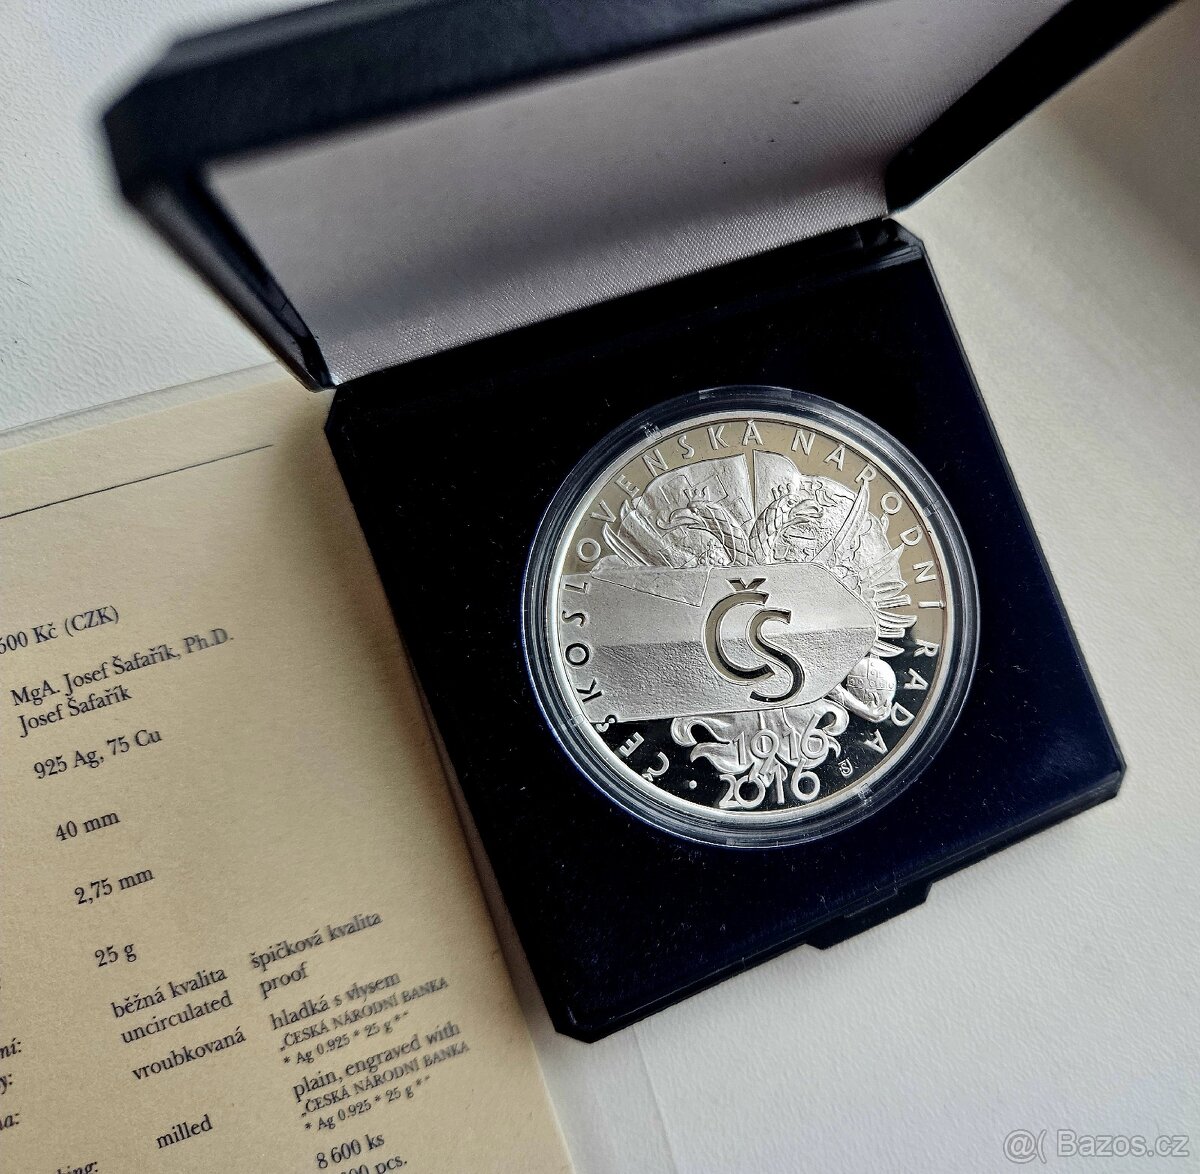 500 Kč (CZK)
MgA. Josef Šafařík, Ph.D.
Josef Šafařík
925 Ag, 75 Cu
40 mm
2,75 mm
25 g
běžná kvalita špičková kvalita
uncirculated proof
vroubkovaná hladká s vlysem
„ČESKÁ NÁRODNÍ BANKA
* Ag 0.925 * 25 g *“
milled plain, engraved with
„ČESKÁ NÁRODNÍ BANKA
* Ag 0.925 * 25 g *“
8 600 ks
pcs.
ČESKOSLOVENSKÁ NÁRODNÍ RADA
ČS
1916
2016
@( Bazos.cz